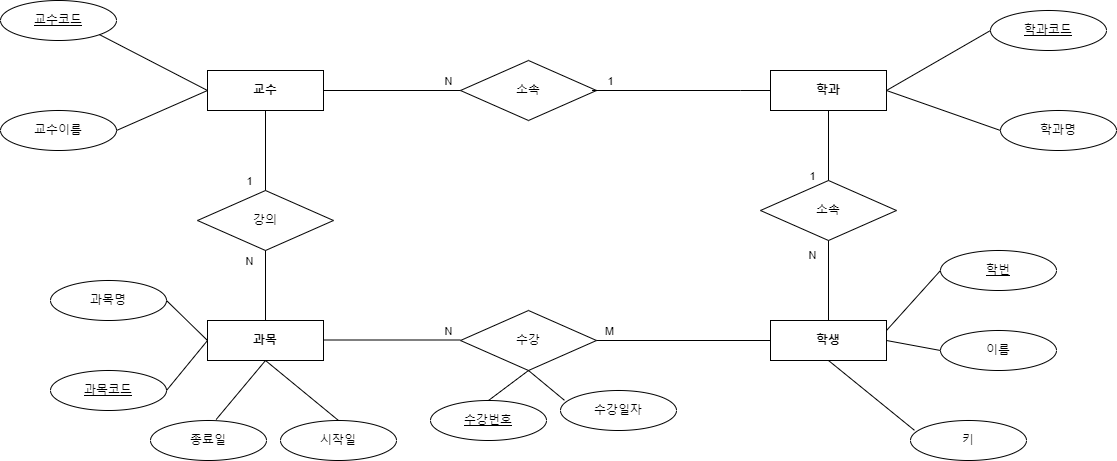 교수코드
학과코드
교수
N
소속
1
학과
교수이름
학과명
1
강의
N
1
소속
N
과목명
학번
과목
N
수강
M
학생
이름
과목코드
종료일
시작일
수강번호
수강일자
키